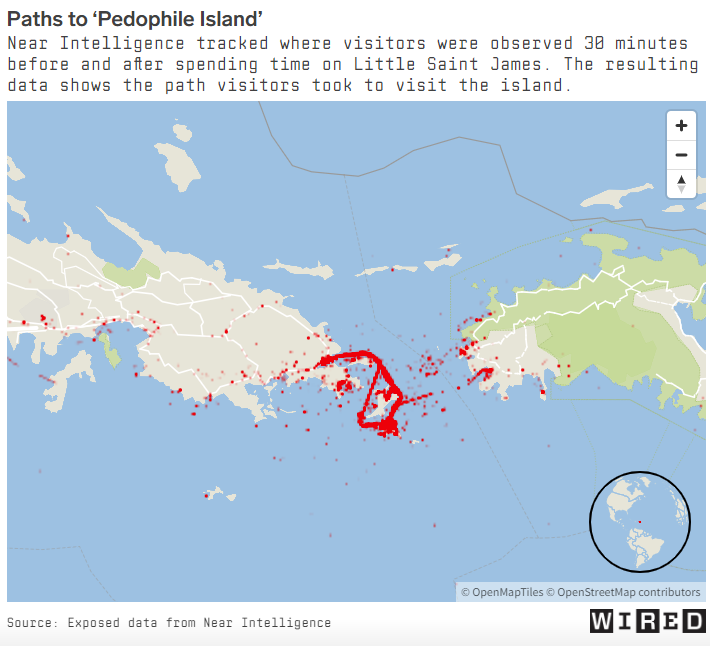 Paths to ‘Pedophile Island’
Near Intelligence tracked where visitors were observed 30 minutes
before and after spending time on Little Saint James. The resulting
data shows the path visitors took to visit the island.
© OpenMapTiles © OpenStreetMap contributors
Source: Exposed data from Near Intelligence
WIRED